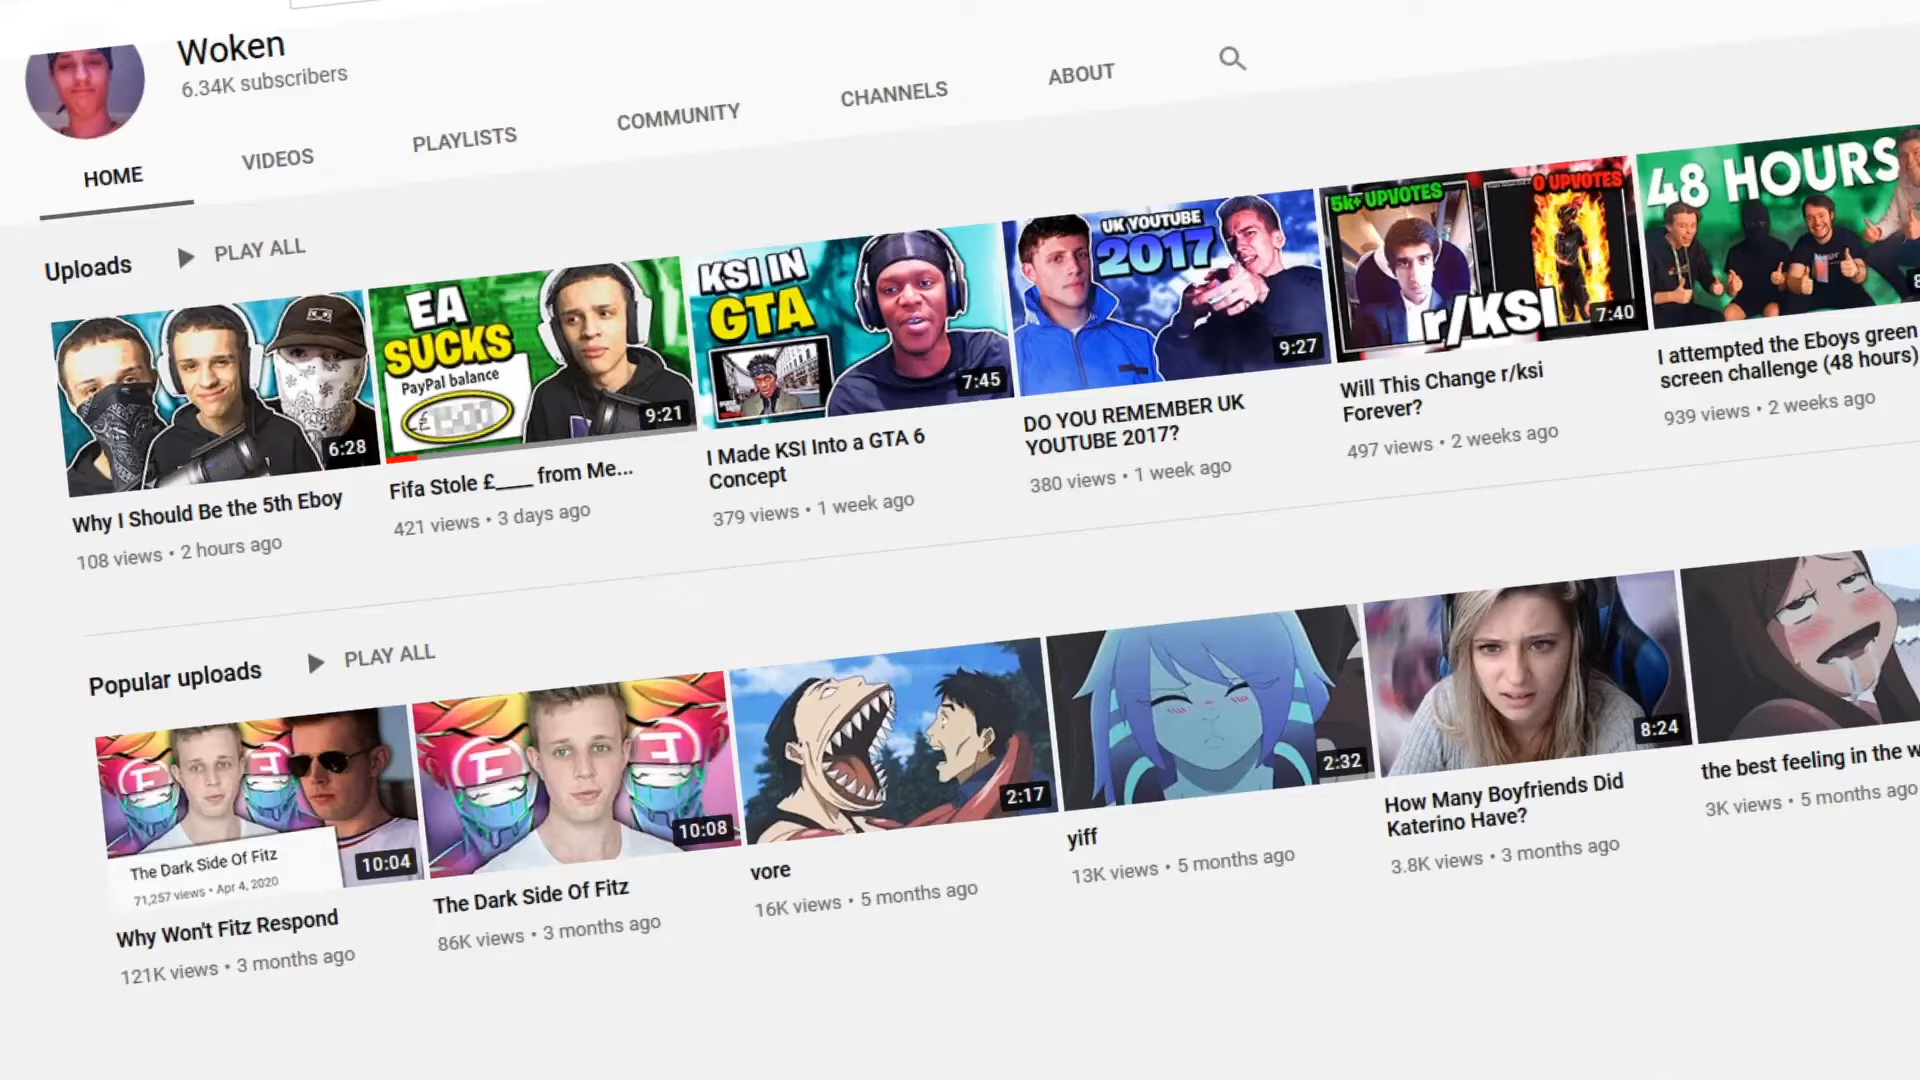 Woken
6.34K subscribers
HOME
VIDEOS
PLAYLISTS
COMMUNITY
CHANNELS
ABOUT
Uploads
PLAY ALL
6:28
Why I Should Be the 5th Eboy
108 views • 2 hours ago
EA
SUCKS
PayPal balance
£
9:21
Fifa Stole £____ from Me...
421 views • 3 days ago
KSI IN
GTA
7:45
I Made KSI Into a GTA 6
Concept
379 views • 1 week ago
UK YOUTUBE
2017
9:27
DO YOU REMEMBER UK
YOUTUBE 2017?
380 views • 1 week ago
5k+ UPVOTES
0 UPVOTES
r/KSI
7:40
Will This Change r/ksi
Forever?
497 views • 2 weeks ago
48 HOURS
I attempted the Eboys green
screen challenge (48 hours)
939 views • 2 weeks ago
Popular uploads
PLAY ALL
The Dark Side Of Fitz
71,257 views • Apr 4, 2020
10:04
Why Won't Fitz Respond
121K views • 3 months ago
10:08
The Dark Side Of Fitz
86K views • 3 months ago
2:17
vore
16K views • 5 months ago
2:32
yiff
13K views • 5 months ago
8:24
How Many Boyfriends Did
Katerino Have?
3.8K views • 3 months ago
the best feeling in the w
3K views • 5 months ago